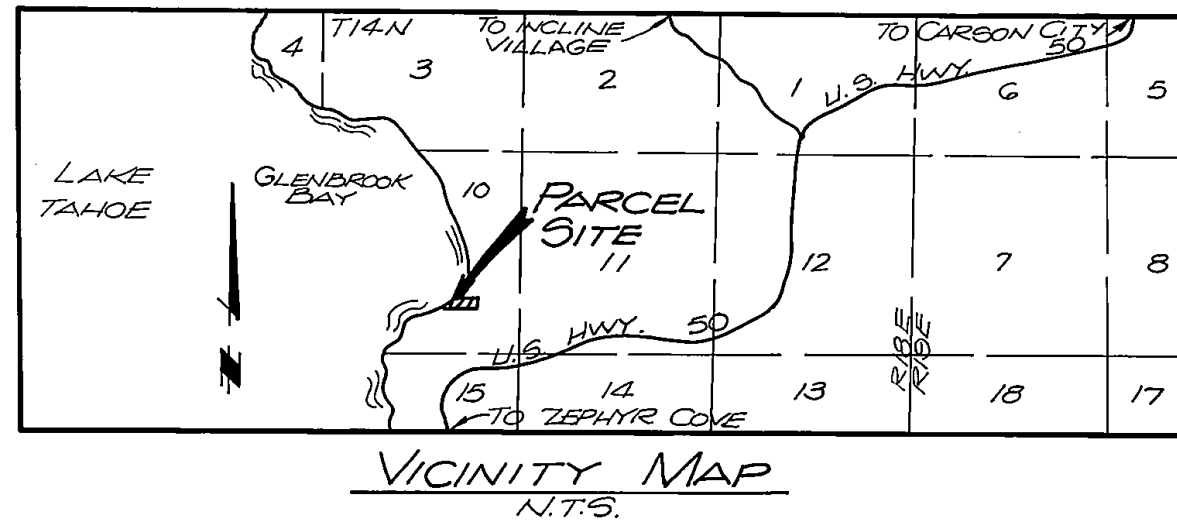 T14N
TO INCLINE
VILLAGE
TO CARSON CITY
50
4
3
2
1
U.S. HWY.
6
5
LAKE
TAHOE
GLENBROOK
BAY
10
PARCEL
SITE
11
12
7
8
N
U.S. HWY. 50
R18E
R19E
15
14
13
18
17
TO ZEPHYR COVE
VICINITY MAP
N.T.S.